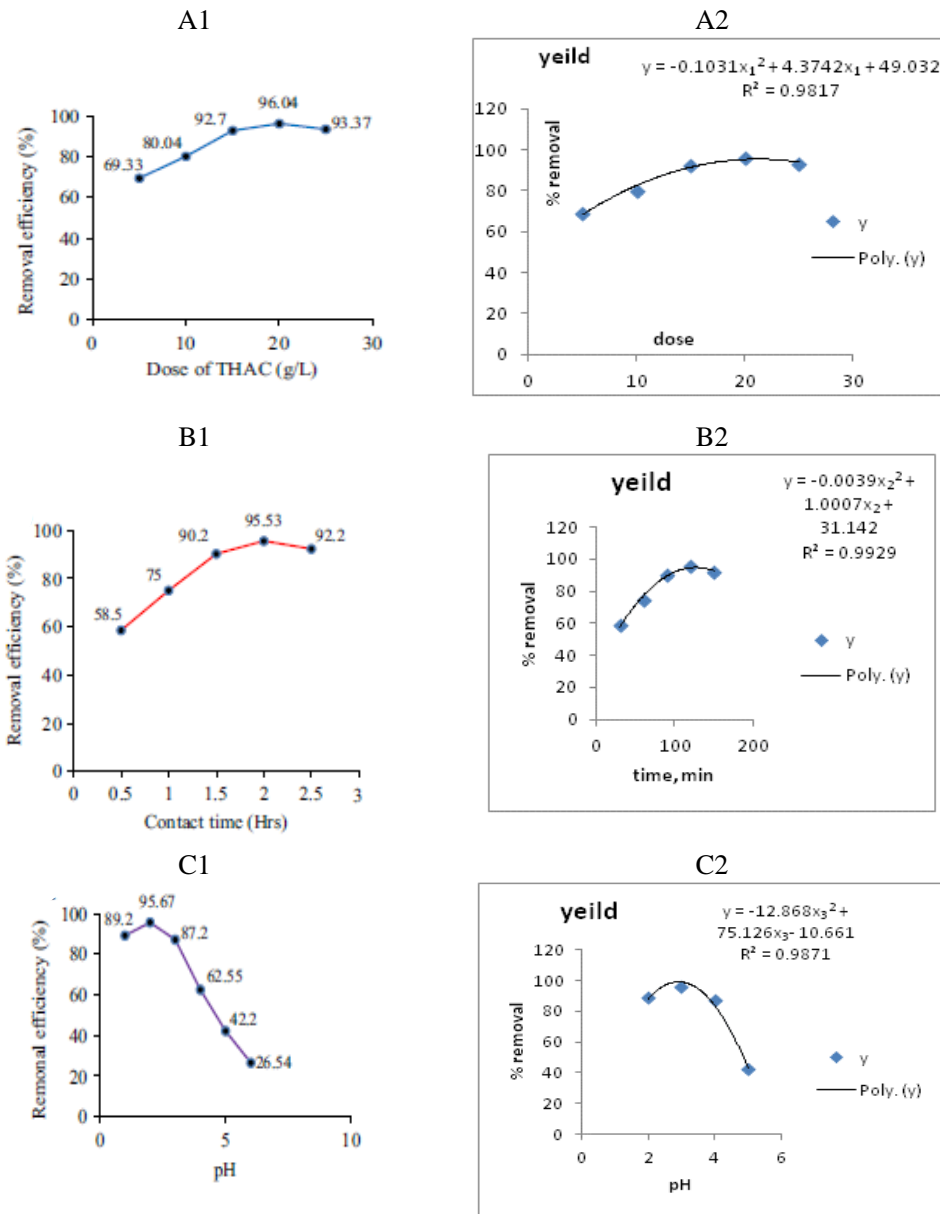 A1
A2
96.04
92.7
93.37
80.04
69.33
100
80
60
40
20
0
0 10 20 30
Removal efficiency (%)
Dose of THAC (g/L)
yeild
y = -0.1031x₁² + 4.3742x₁ + 49.032
R² = 0.9817
120
100
80
60
40
20
0
% removal
y
Poly. (y)
dose
0 10 20 30
B1
B2
95.53
90.2
92.2
75
58.5
100
80
60
40
20
0
0 0.5 1 1.5 2 2.5 3
Removal efficiency (%)
Contact time (Hrs)
yeild
y = -0.0039x₂² +
1.0007x₂ +
31.142
R² = 0.9929
120
100
80
60
40
20
0
% removal
y
Poly. (y)
0 100 200
time, min
C1
C2
95.67
89.2
87.2
62.55
42.2
26.54
100
80
60
40
20
0
0 5 10
Remonal efficiency (%)
pH
yeild
y = -12.868x₃² +
75.126x₃ - 10.661
R² = 0.9871
120
100
80
60
40
20
0
% removal
y
Poly. (y)
0 2 4 6
pH